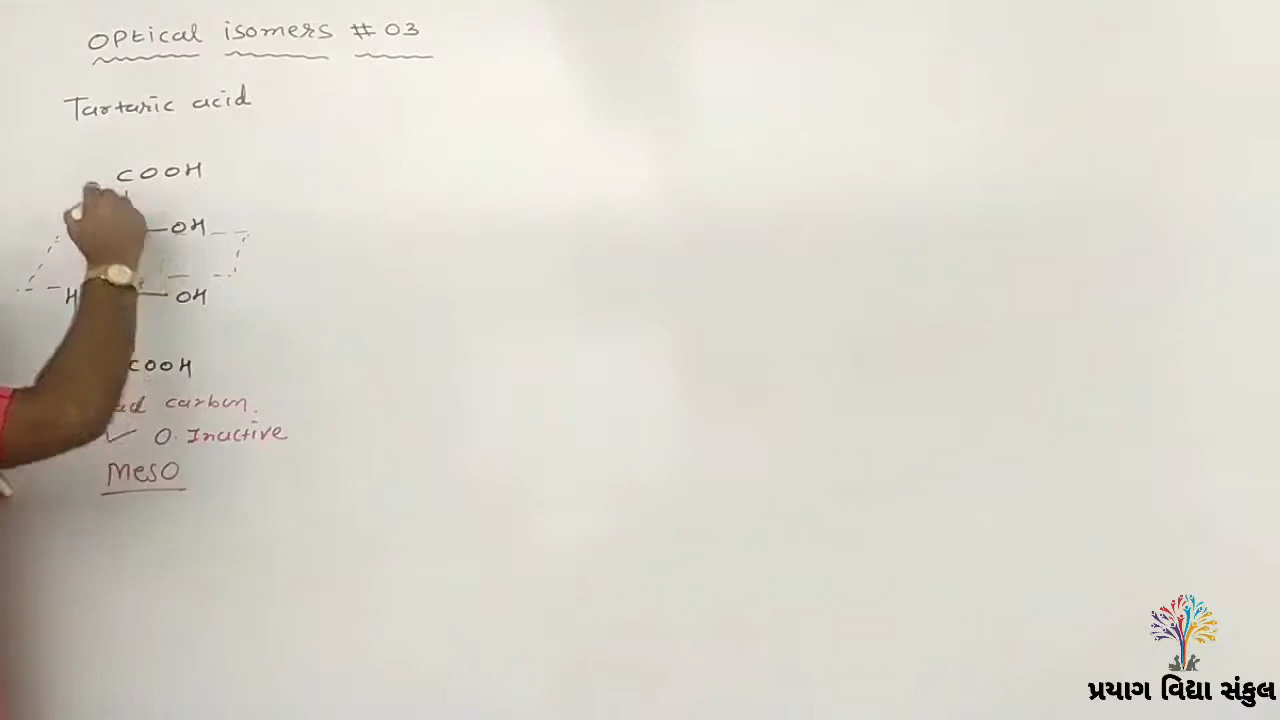 Optical isomers # 03
Tartaric acid
COOH
OH
H OH
COOH
carbon.
✓ O. Inactive
Meso
પ્રયાગ વિદ્યા સંકુલ